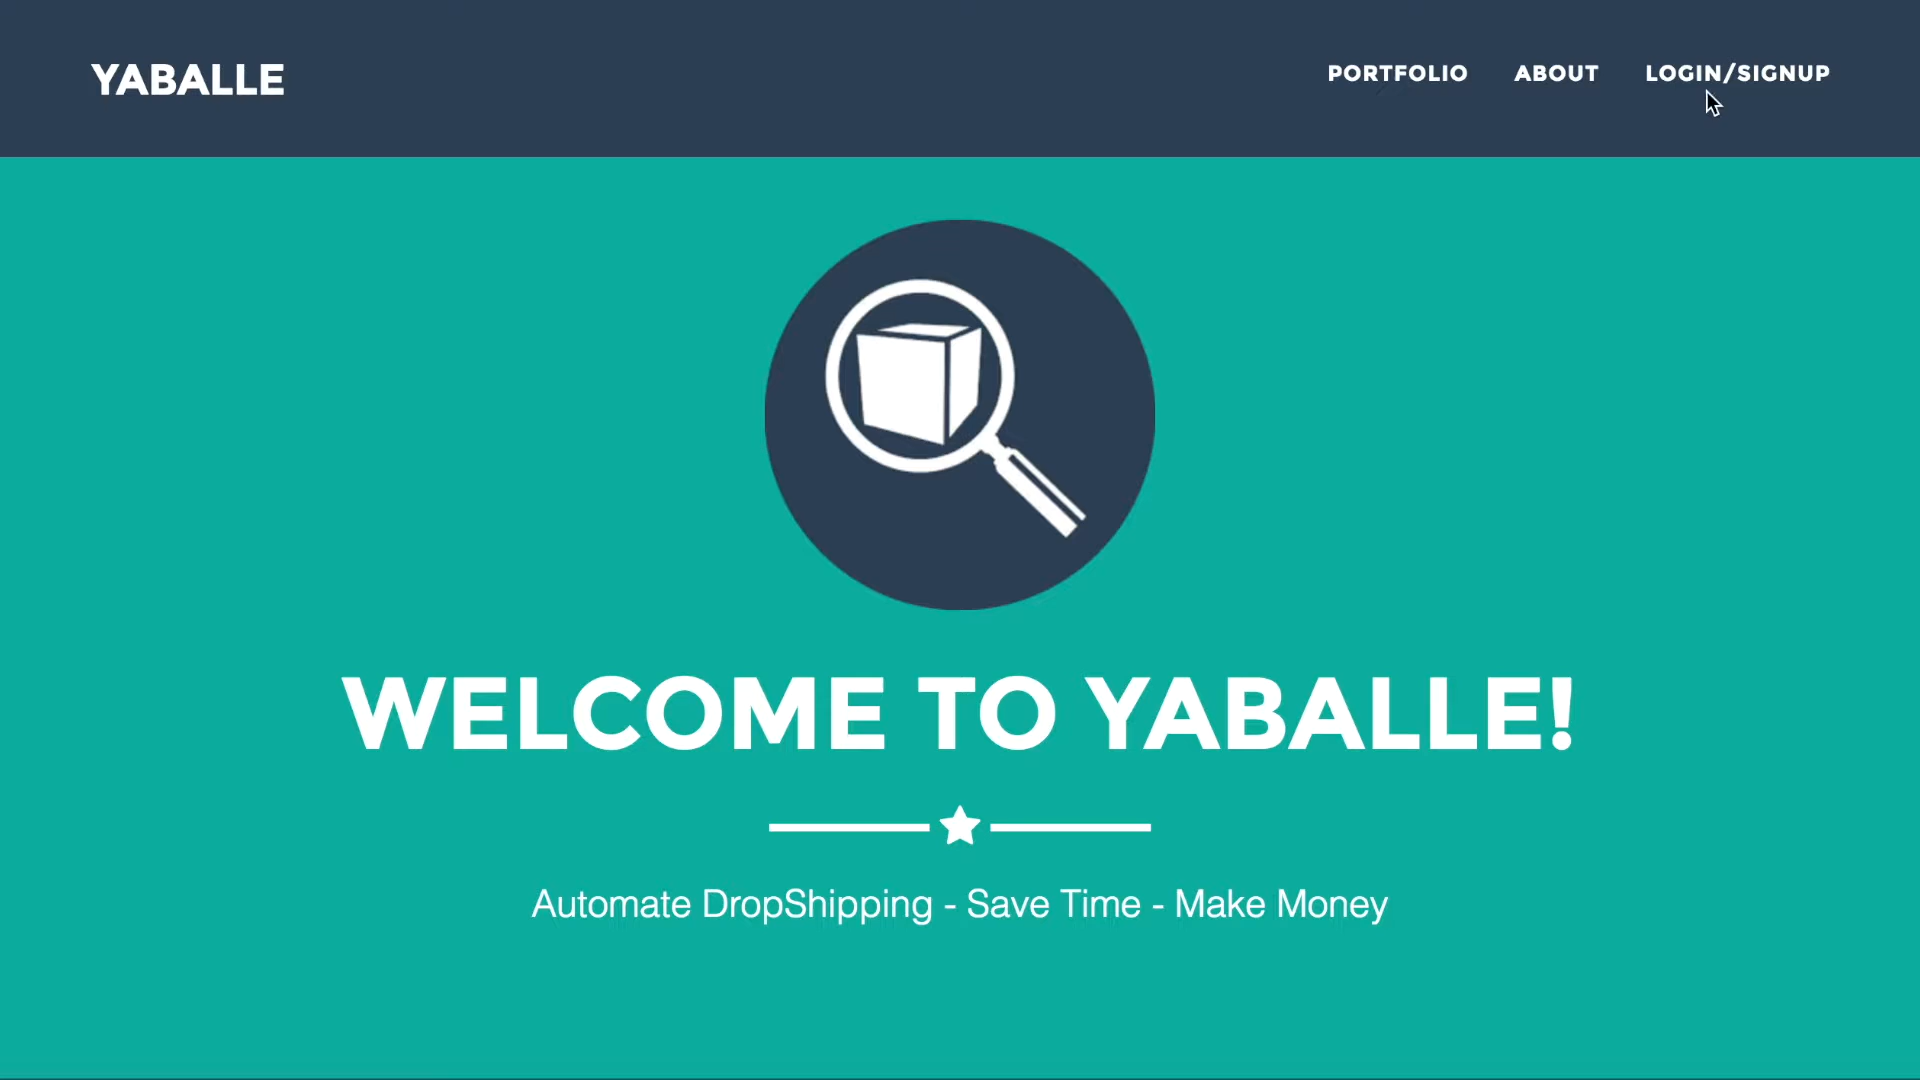 YABALLE
PORTFOLIO ABOUT LOGIN/SIGNUP
WELCOME TO YABALLE!
Automate DropShipping - Save Time - Make Money